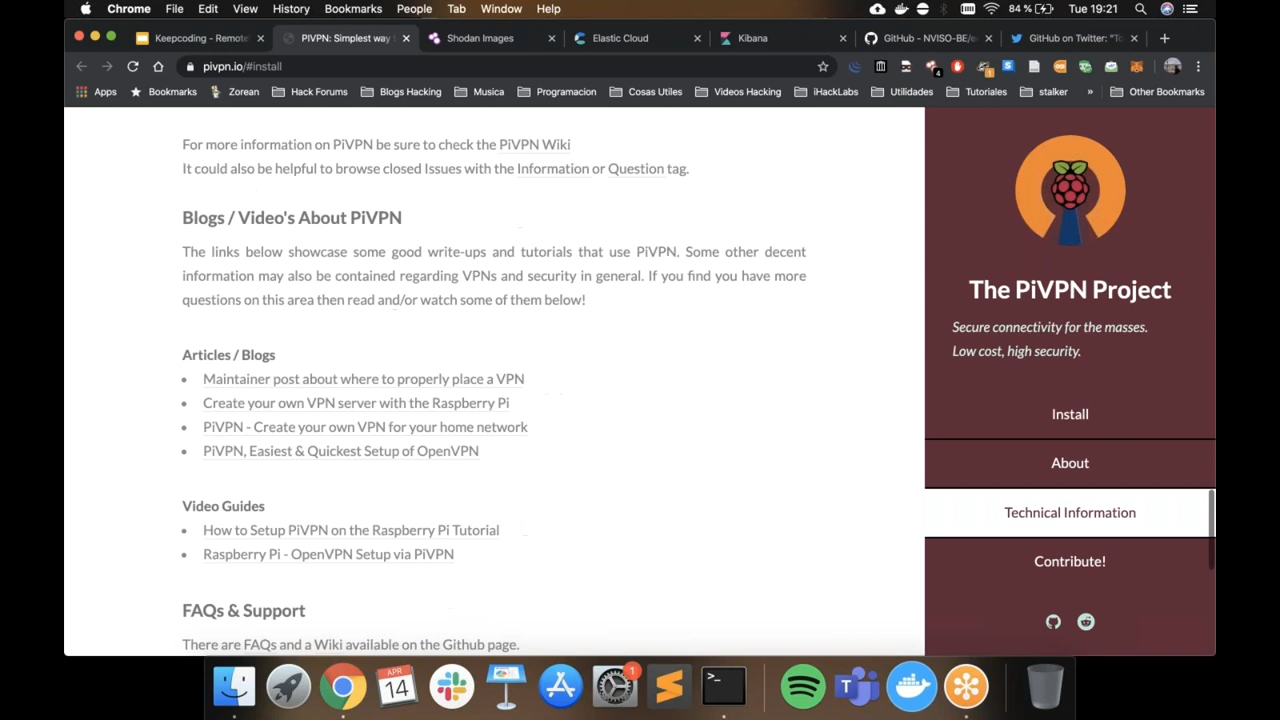 Chrome File Edit View History Bookmarks People Tab Window Help 84 % Tue 19:21
Keepcoding - Remote PIVPN: Simplest way Shodan Images Elastic Cloud Kibana GitHub - NVISO-BE/e GitHub on Twitter: "To
pivpn.io/#install 4 1
Apps Bookmarks Zorean Hack Forums Blogs Hacking Musica Programacion Cosas Utiles Videos Hacking iHackLabs Utilidades Tutoriales stalker » Other Bookmarks
For more information on PiVPN be sure to check the PiVPN Wiki
It could also be helpful to browse closed Issues with the Information or Question tag.
Blogs / Video's About PiVPN
The links below showcase some good write-ups and tutorials that use PiVPN. Some other decent
information may also be contained regarding VPNs and security in general. If you find you have more
questions on this area then read and/or watch some of them below!
Articles / Blogs
• Maintainer post about where to properly place a VPN
• Create your own VPN server with the Raspberry Pi
• PiVPN - Create your own VPN for your home network
• PiVPN, Easiest & Quickest Setup of OpenVPN
Video Guides
• How to Setup PiVPN on the Raspberry Pi Tutorial
• Raspberry Pi - OpenVPN Setup via PiVPN
FAQs & Support
There are FAQs and a Wiki available on the Github page.
The PiVPN Project
Secure connectivity for the masses.
Low cost, high security.
Install
About
Technical Information
Contribute!
APR
14
1
>_